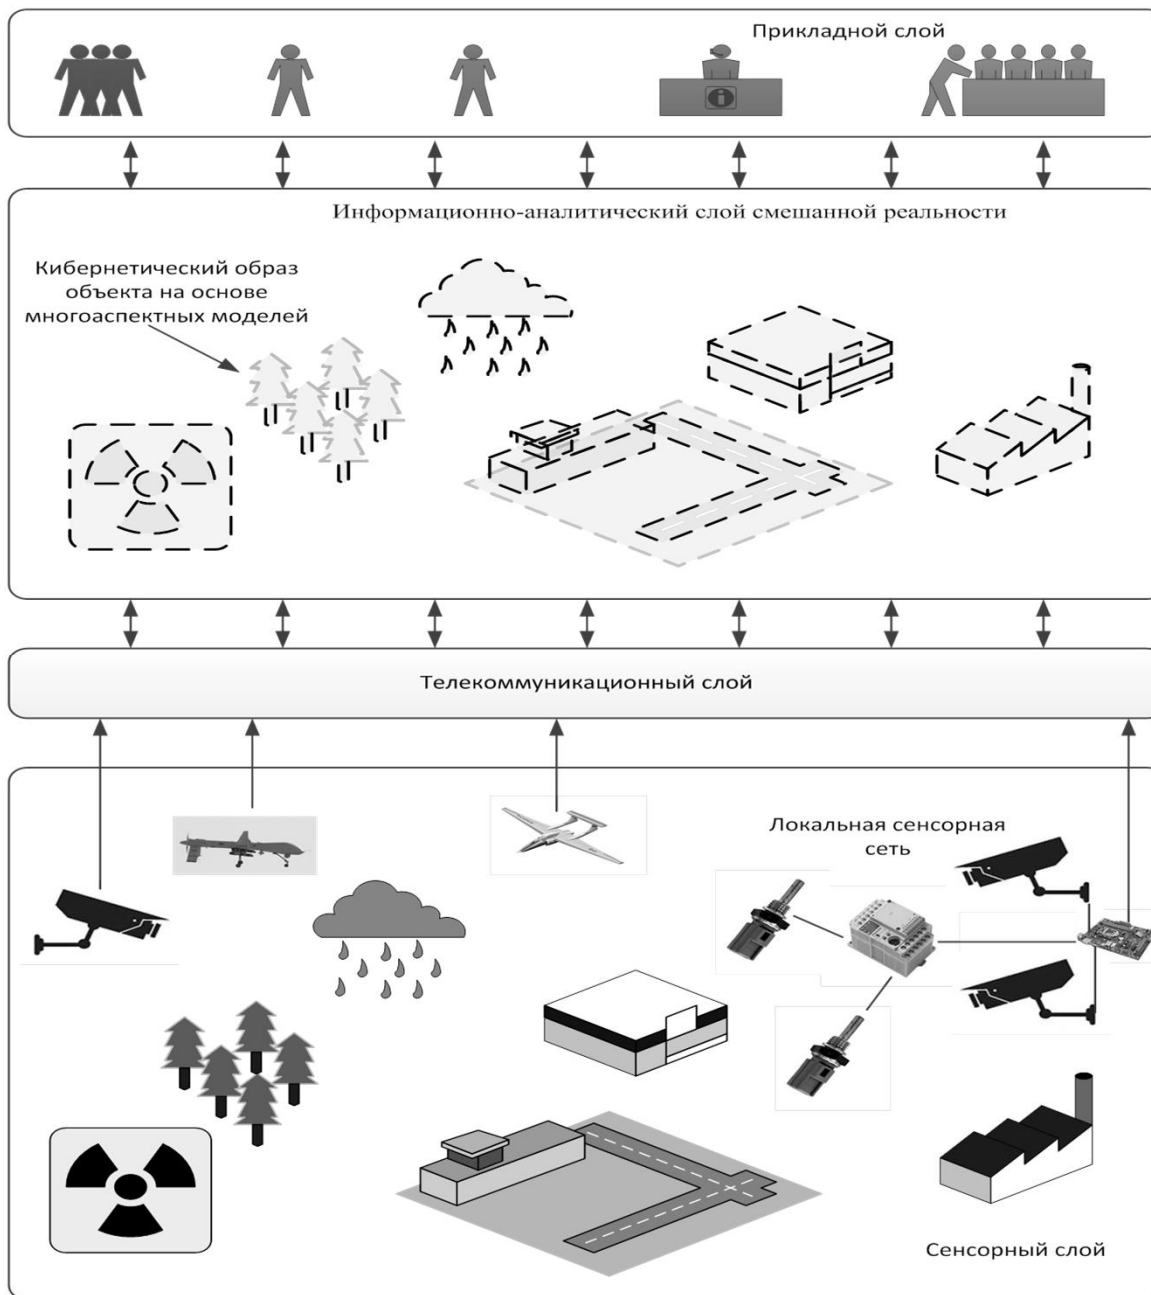 Прикладной слой
Информационно-аналитический слой смешанной реальности
Кибернетический образ
объекта на основе
многоаспектных моделей
Телекоммуникационный слой
Локальная сенсорная
сеть
Сенсорный слой